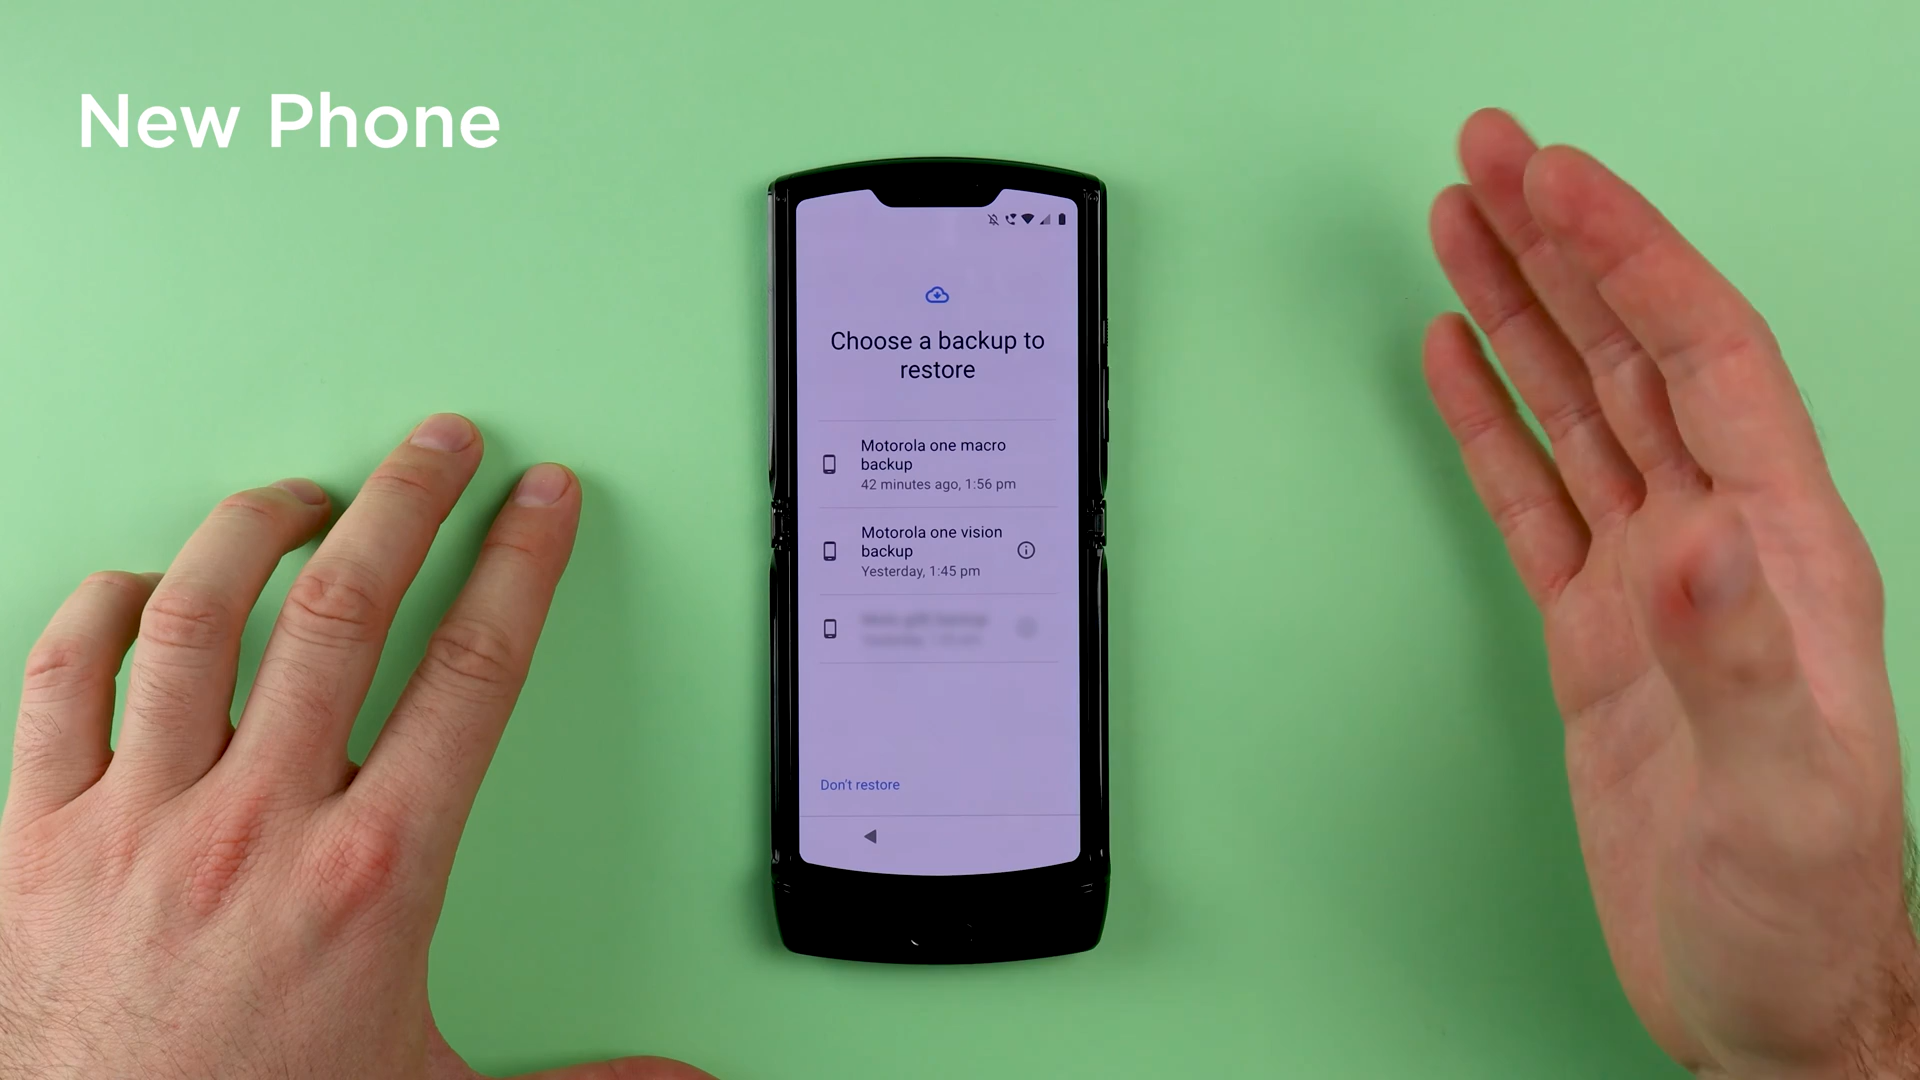 New Phone
Choose a backup to
restore
Motorola one macro
backup
42 minutes ago, 1:56 pm
Motorola one vision
backup
Yesterday, 1:45 pm
Don't restore